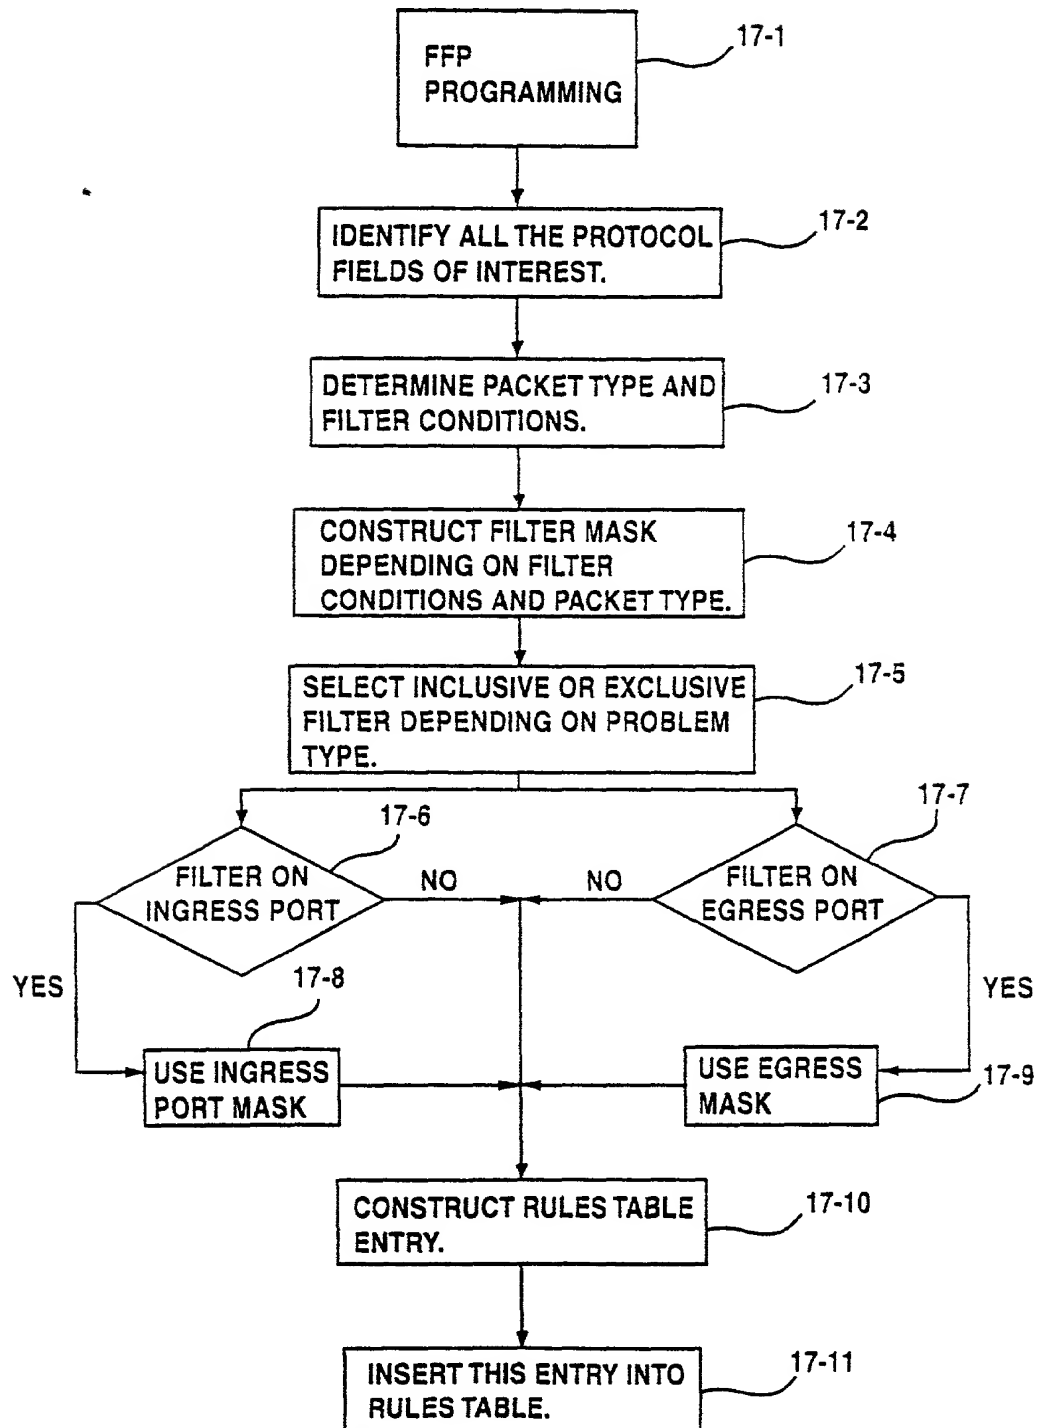 FFP
PROGRAMMING
17-1
IDENTIFY ALL THE PROTOCOL
FIELDS OF INTEREST.
17-2
DETERMINE PACKET TYPE AND
FILTER CONDITIONS.
17-3
CONSTRUCT FILTER MASK
DEPENDING ON FILTER
CONDITIONS AND PACKET TYPE.
17-4
SELECT INCLUSIVE OR EXCLUSIVE
FILTER DEPENDING ON PROBLEM
TYPE.
17-5
17-6
FILTER ON
INGRESS PORT
NO
YES
17-7
FILTER ON
EGRESS PORT
NO
YES
17-8
USE INGRESS
PORT MASK
USE EGRESS
MASK
17-9
CONSTRUCT RULES TABLE
ENTRY.
17-10
INSERT THIS ENTRY INTO
RULES TABLE.
17-11